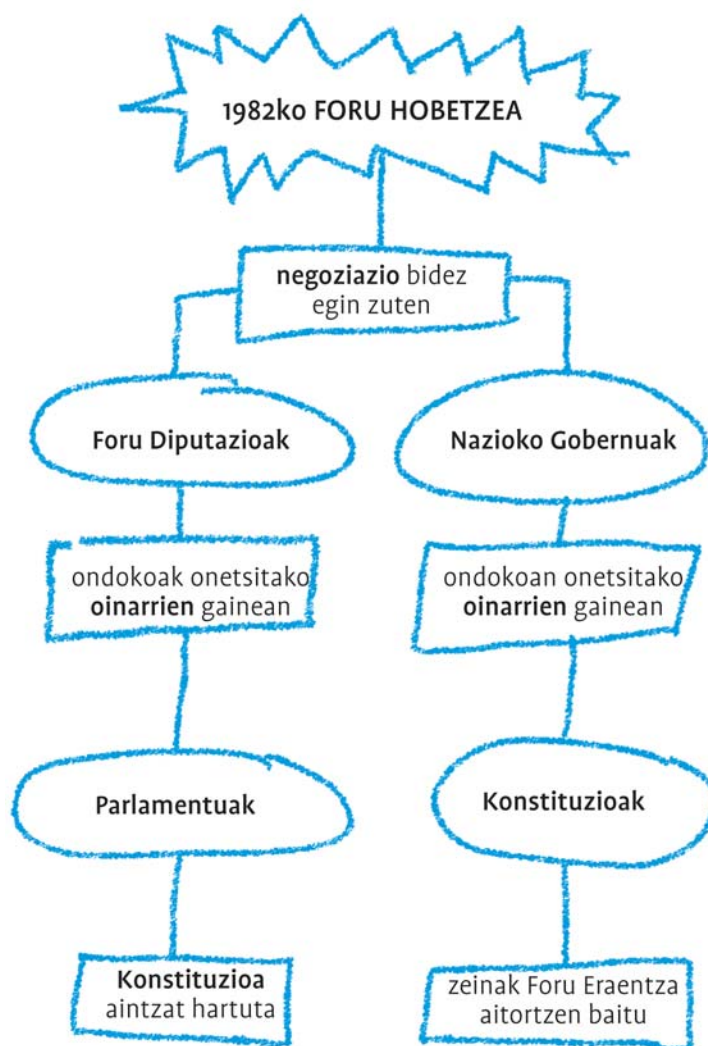 1982ko FORU HOBETZEA
negoziazio bidez
egin zuten
Foru Diputazioak
Nazioko Gobernuak
ondokoak onetsitako
oinarrien gainean
ondokoan onetsitako
oinarrien gainean
Parlamentuak
Konstituzioak
Konstituzioa
aintzat hartuta
zeinak Foru Eraentza
aitortzen baitu